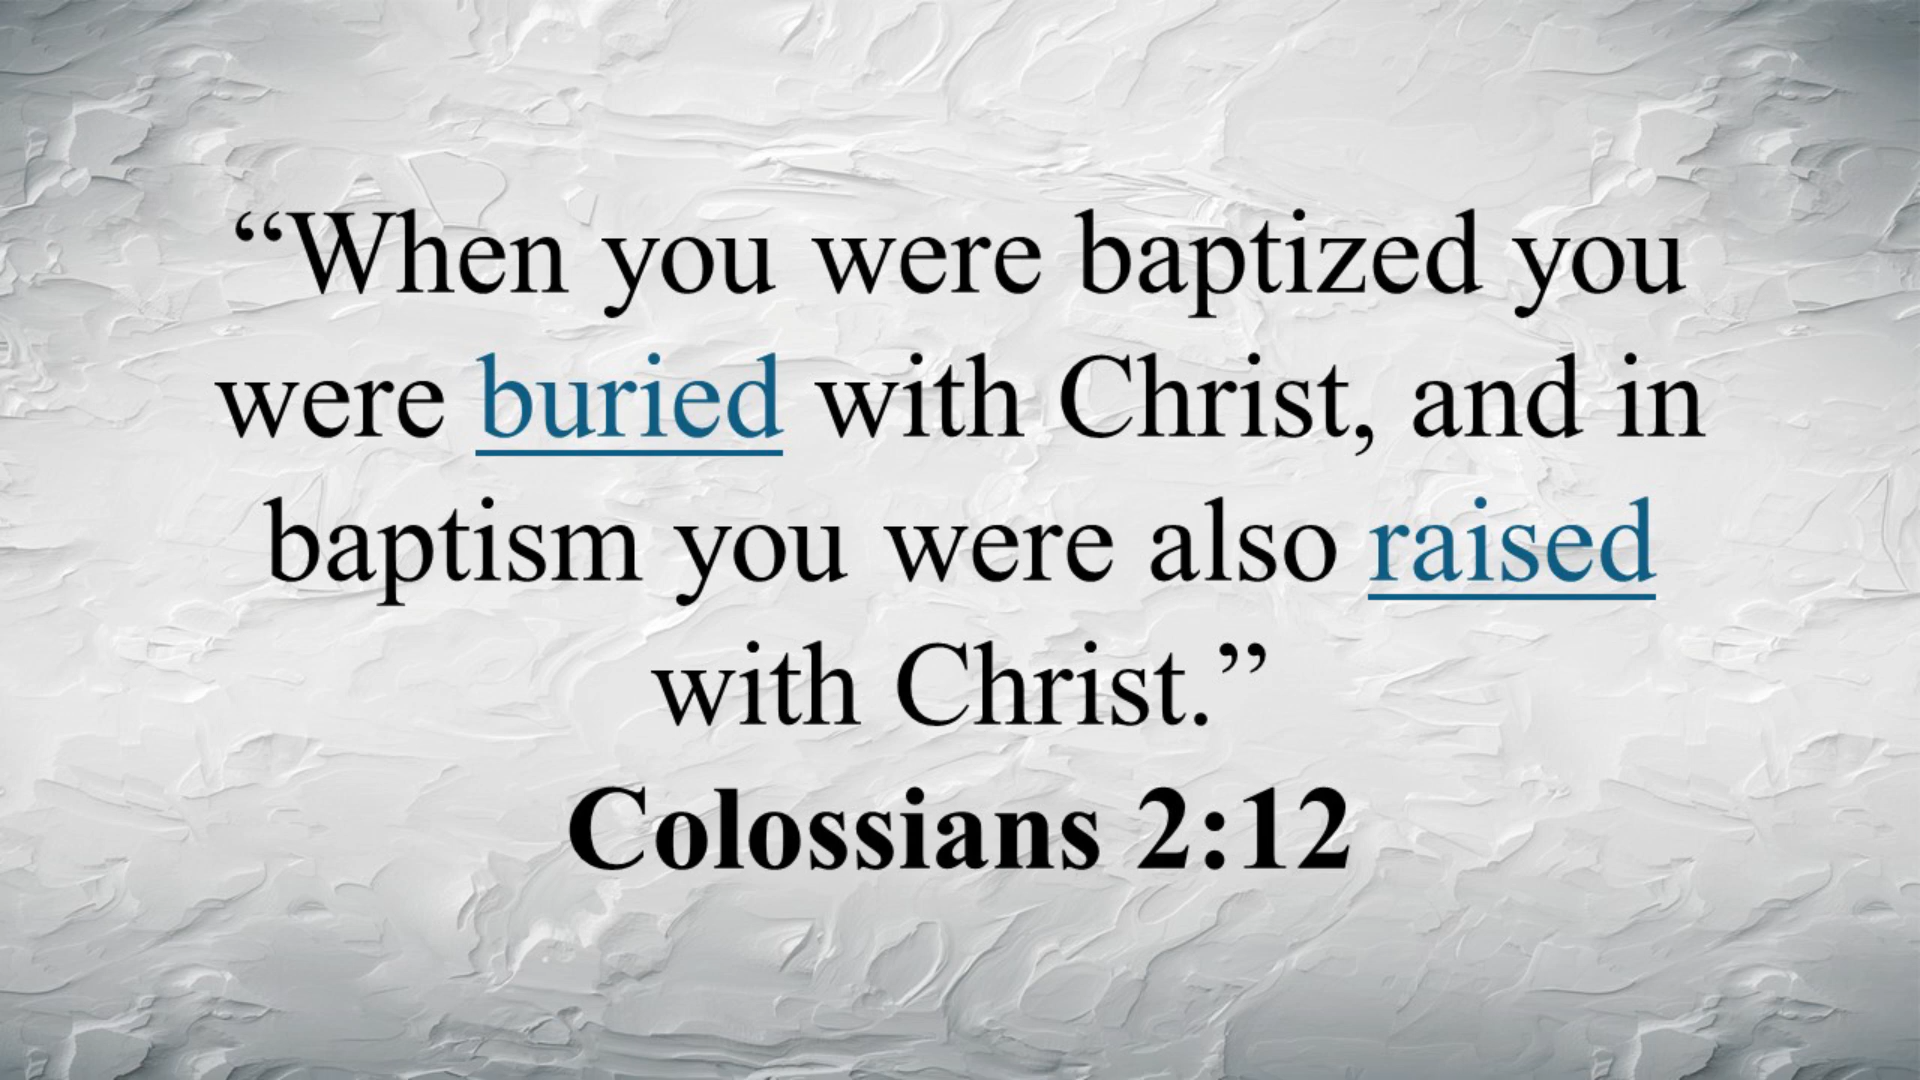 “When you were baptized you
were buried with Christ, and in
baptism you were also raised
with Christ.”
Colossians 2:12